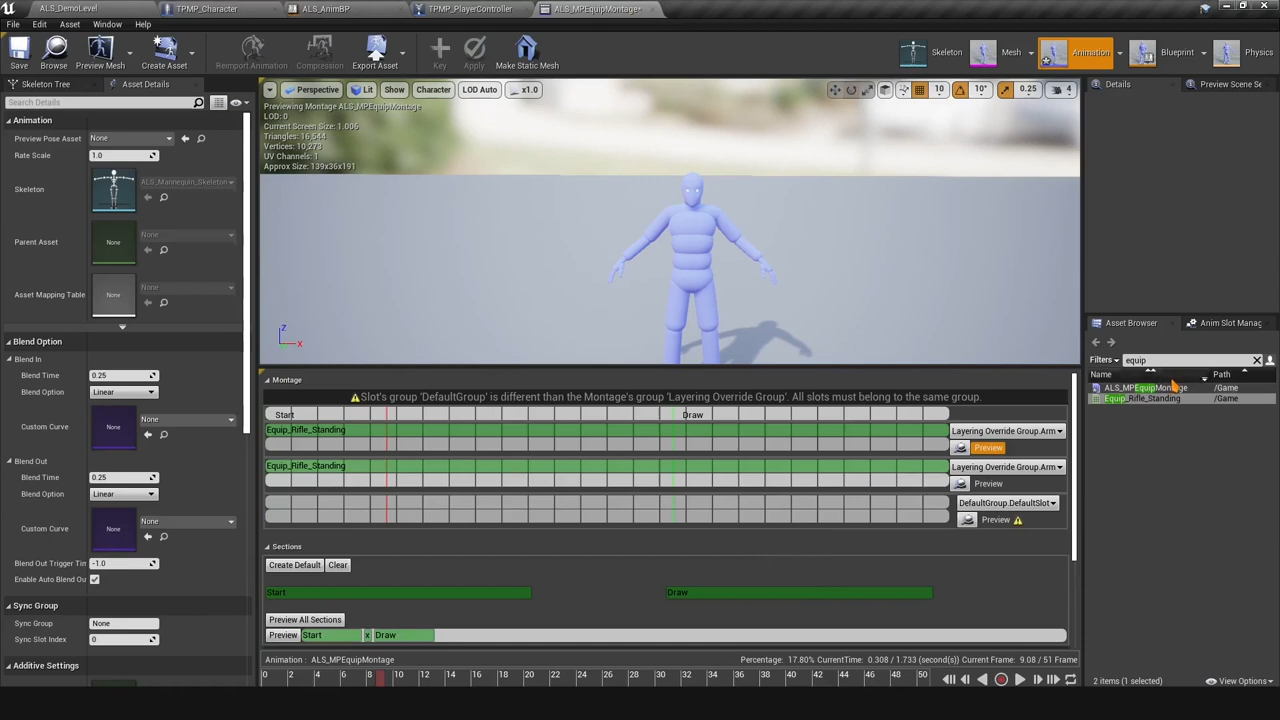 ALS_DemoLevel
TPMP_Character
ALS_AnimBP
TPMP_PlayerController
ALS_MPEquipMontage*
File Edit Asset Window Help
Save
Browse
Preview Mesh
Create Asset
Reimport Animation
Compression
Export Asset
Key
Apply
Make Static Mesh
Skeleton
Mesh
Animation
Blueprint
Physics
Skeleton Tree
Asset Details
Search Details
Animation
Preview Pose Asset
None
Rate Scale
1.0
Skeleton
ALS_Mannequin_Skeleton
Parent Asset
None
None
Asset Mapping Table
None
None
Blend Option
Blend In
Blend Time
0.25
Blend Option
Linear
Custom Curve
None
None
Blend Out
Blend Time
0.25
Blend Option
Linear
Custom Curve
None
None
Blend Out Trigger Tim
-1.0
Enable Auto Blend Ou
Sync Group
Sync Group
None
Sync Slot Index
0
Additive Settings
Perspective
Lit
Show
Character
LOD Auto
x1.0
10
10°
0.25
4
Previewing Montage ALS_MPEquipMontage
LOD: 0
Current Screen Size: 1.006
Triangles: 16,544
Vertices: 10,273
UV Channels: 1
Approx Size: 139x36x191
Z
X
Montage
Slot's group 'DefaultGroup' is different than the Montage's group 'Layering Override Group'. All slots must belong to the same group.
Start
Draw
Equip_Rifle_Standing
Layering Override Group.Arm
Preview
Equip_Rifle_Standing
Layering Override Group.Arm
Preview
DefaultGroup.DefaultSlot
Preview
Sections
Create Default
Clear
Start
Draw
Preview All Sections
Preview
Start
x
Draw
Animation : ALS_MPEquipMontage
Percentage: 17.80% CurrentTime: 0.308 / 1.733 (second(s)) Current Frame: 9.08 / 51 Frame
0 2 4 6 8 10 12 14 16 18 20 22 24 26 28 30 32 34 36 38 40 42 44 46 48 50
Details
Preview Scene Se
Asset Browser
Anim Slot Manag
Filters
equip
Name
Path
ALS_MPEquipMontage
/Game
Equip_Rifle_Standing
/Game
2 items (1 selected)
View Options